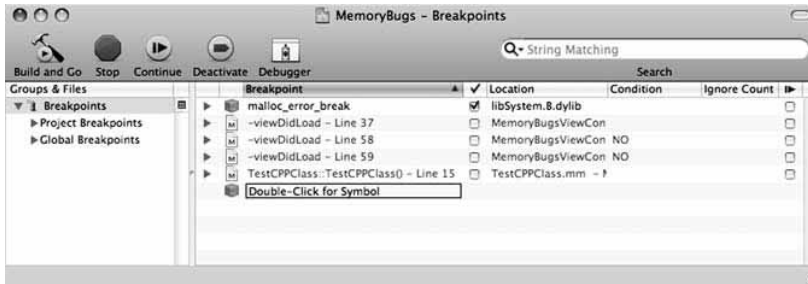 MemoryBugs - Breakpoints
Build and Go Stop Continue Deactivate Debugger
String Matching
Search
Groups & Files Breakpoint Location Condition Ignore Count
Breakpoints malloc_error_break libSystem.B.dylib
Project Breakpoints -viewDidLoad - Line 37 MemoryBugsViewCon
Global Breakpoints -viewDidLoad - Line 58 MemoryBugsViewCon NO
-viewDidLoad - Line 59 MemoryBugsViewCon NO
TestCPPClass::TestCPPClass() - Line 15 TestCPPClass.mm -
Double-Click for Symbol